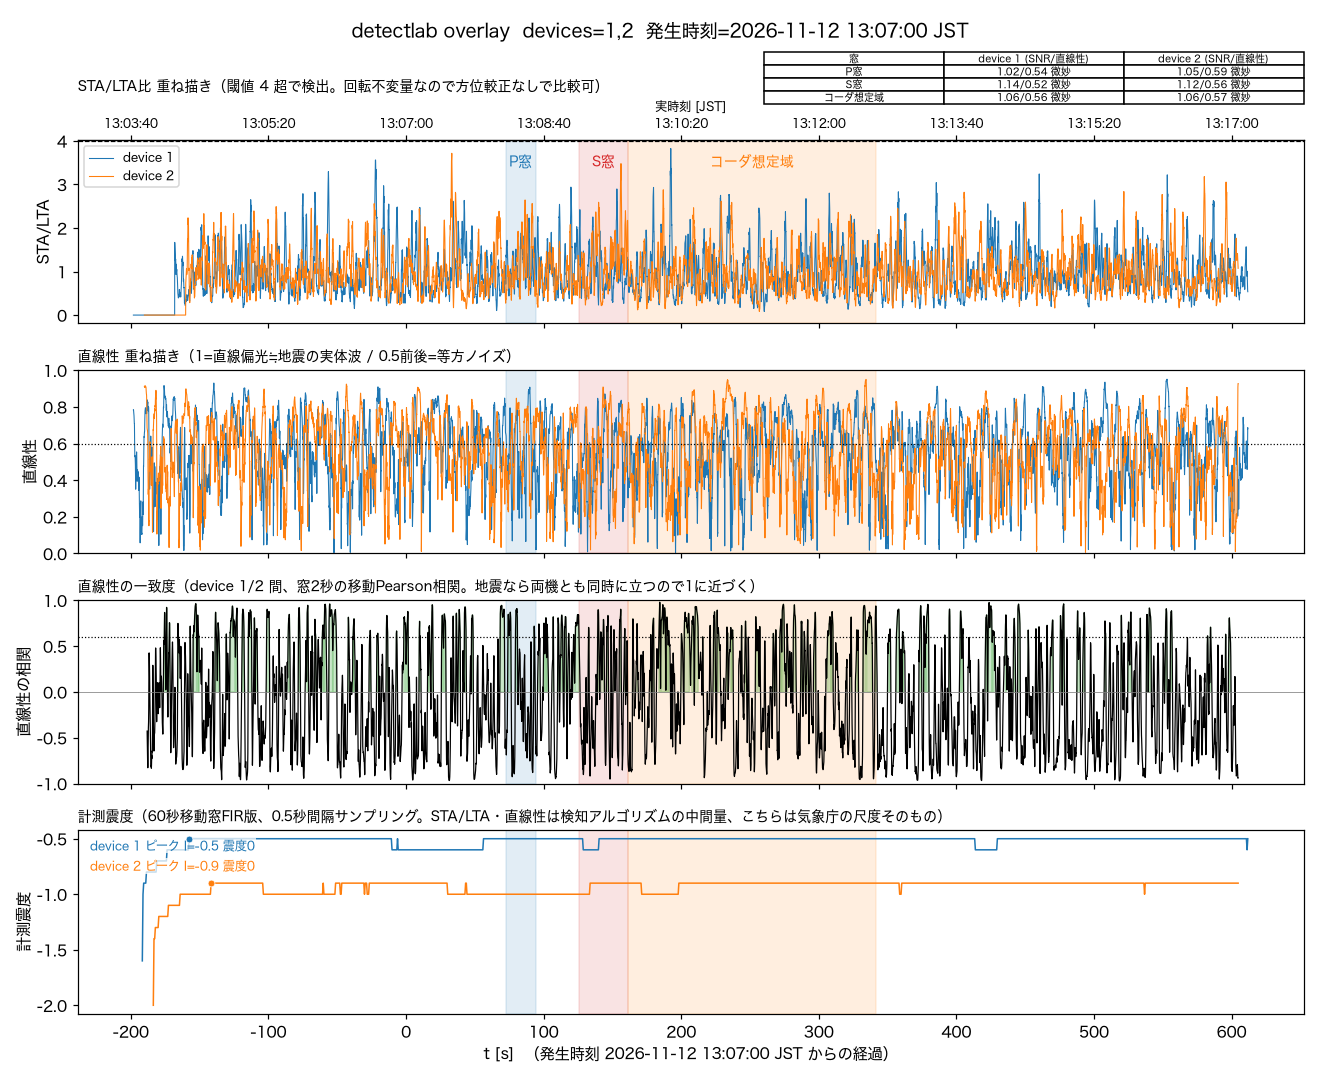 detectlab overlay devices=1,2 発生時刻=2026-11-12 13:07:00 JST
窓 device 1 (SNR/直線性) device 2 (SNR/直線性)
P窓 1.02/0.54 微妙 1.05/0.59 微妙
S窓 1.14/0.52 微妙 1.12/0.56 微妙
コーダ想定域 1.06/0.56 微妙 1.06/0.57 微妙
STA/LTA比 重ね描き（閾値 4 超で検出。回転不変量なので方位較正なしで比較可）
実時刻 [JST]
13:03:40 13:05:20 13:07:00 13:08:40 13:10:20 13:12:00 13:13:40 13:15:20 13:17:00
STA/LTA
4
3
2
1
0
device 1
device 2
P窓 S窓 コーダ想定域
直線性 重ね描き（1=直線偏光≒地震の実体波 / 0.5前後=等方ノイズ）
直線性
1.0
0.8
0.6
0.4
0.2
0.0
直線性の一致度（device 1/2 間、窓2秒の移動Pearson相関。地震なら両機とも同時に立つので1に近づく）
直線性の相関
1.0
0.5
0.0
-0.5
-1.0
計測震度（60秒移動窓FIR版、0.5秒間隔サンプリング。STA/LTA・直線性は検知アルゴリズムの中間量、こちらは気象庁の尺度そのもの）
計測震度
-0.5
-1.0
-1.5
-2.0
device 1 ピーク I=-0.5 震度0
device 2 ピーク I=-0.9 震度0
-200 -100 0 100 200 300 400 500 600
t [s] （発生時刻 2026-11-12 13:07:00 JST からの経過）